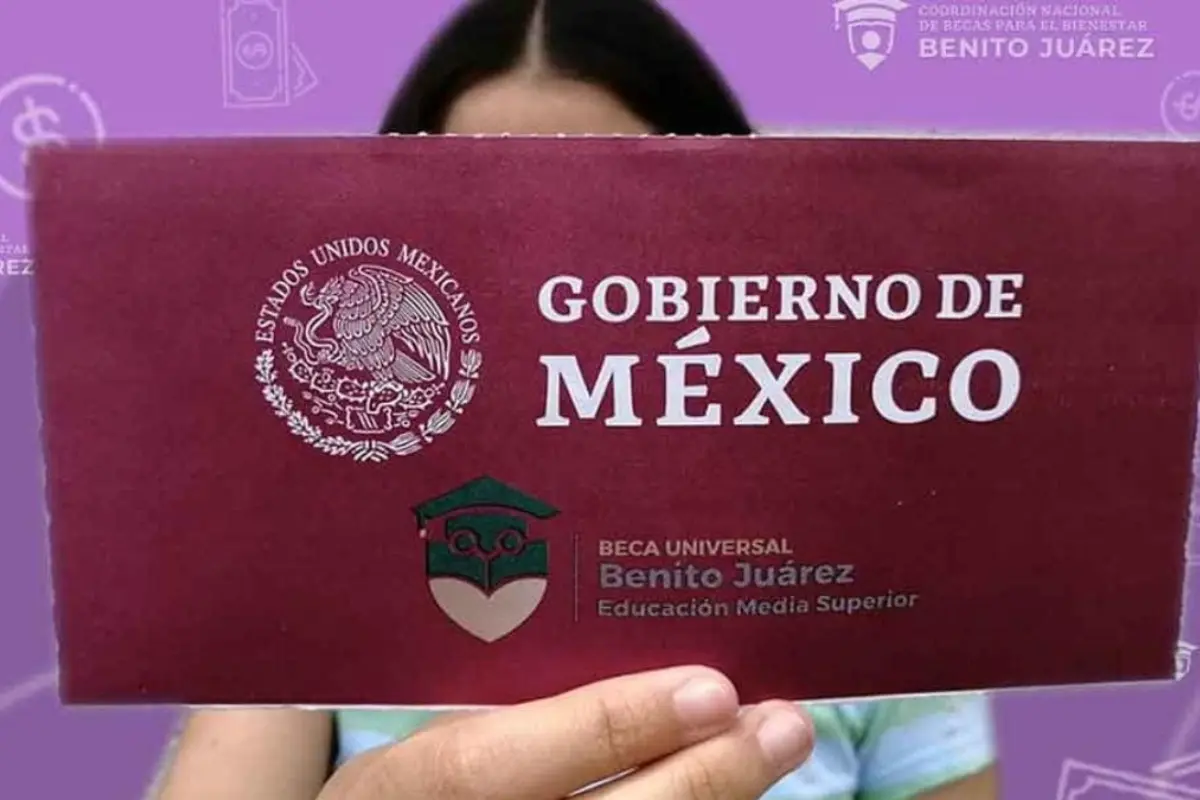 COORDINACIÓN NACIONAL
DE BECAS PARA EL BIENESTAR
BENITO JUÁREZ
ESTADOS UNIDOS MEXICANOS
GOBIERNO DE
MÉXICO
BECA UNIVERSAL
Benito Juárez
Educación Media Superior